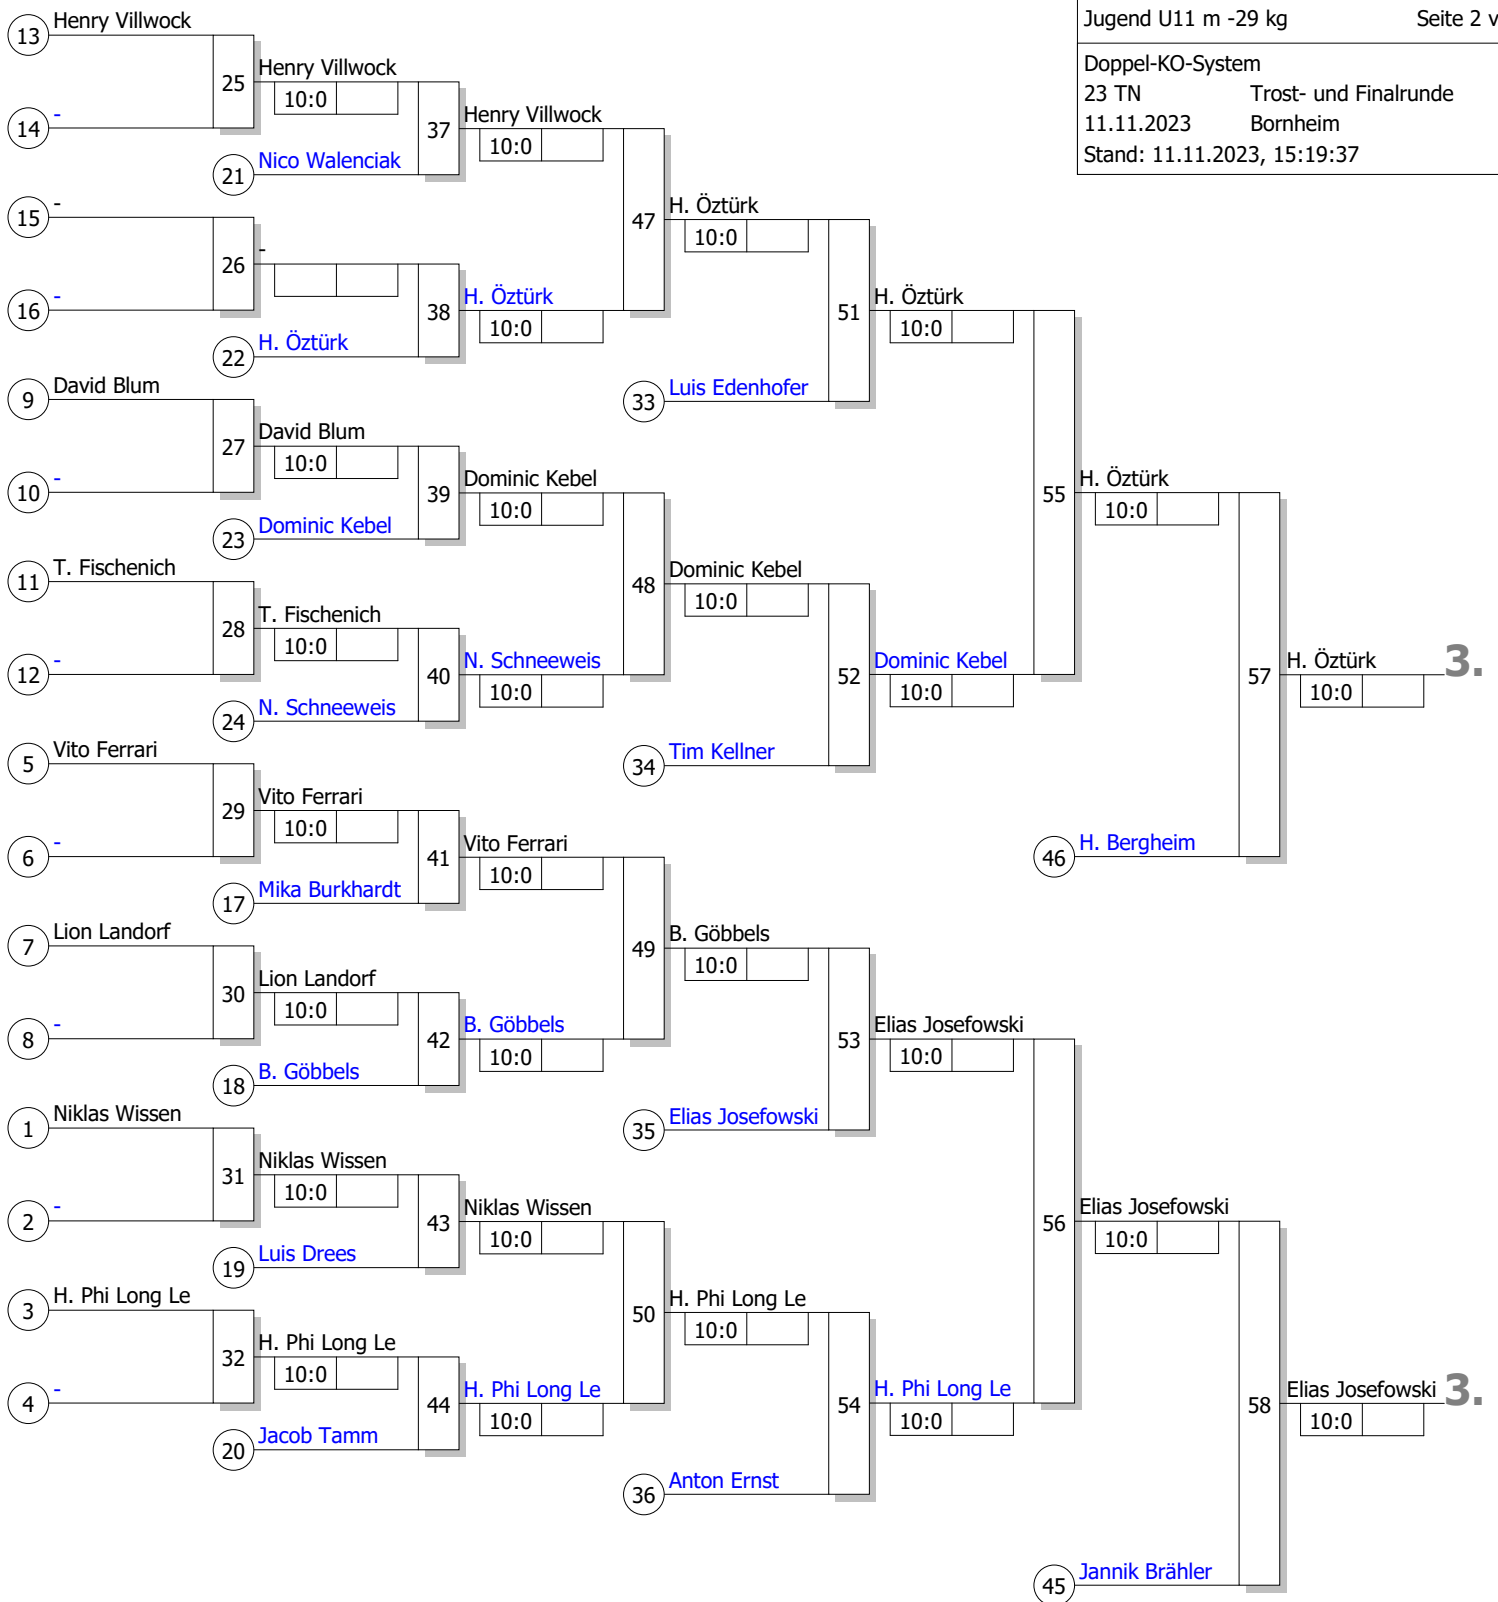 Jugend U11 m -29 kg Seite 2 v
Doppel-KO-System
23 TN Trost- und Finalrunde
11.11.2023 Bornheim
Stand: 11.11.2023, 15:19:37
13 Henry Villwock
25 Henry Villwock
10:0
14 -
37 Henry Villwock
10:0
21 Nico Walenciak
15 -
47 H. Öztürk
10:0
26 -
16 -
38 H. Öztürk
10:0
22 H. Öztürk
51 H. Öztürk
10:0
9 David Blum
33 Luis Edenhofer
27 David Blum
10:0
10 -
39 Dominic Kebel
10:0
23 Dominic Kebel
55 H. Öztürk
10:0
11 T. Fischenich
48 Dominic Kebel
10:0
28 T. Fischenich
10:0
12 -
40 N. Schneeweis
10:0
24 N. Schneeweis
52 Dominic Kebel
10:0
57 H. Öztürk 3.
10:0
5 Vito Ferrari
34 Tim Kellner
29 Vito Ferrari
10:0
6 -
41 Vito Ferrari
10:0
46 H. Bergheim
17 Mika Burkhardt
7 Lion Landorf
49 B. Göbbels
10:0
30 Lion Landorf
10:0
8 -
42 B. Göbbels
10:0
18 B. Göbbels
53 Elias Josefowski
10:0
1 Niklas Wissen
35 Elias Josefowski
31 Niklas Wissen
10:0
2 -
43 Niklas Wissen
10:0
19 Luis Drees
56 Elias Josefowski
10:0
3 H. Phi Long Le
50 H. Phi Long Le
10:0
32 H. Phi Long Le
10:0
4 -
44 H. Phi Long Le
10:0
20 Jacob Tamm
54 H. Phi Long Le
10:0
58 Elias Josefowski 3.
10:0
36 Anton Ernst
45 Jannik Brähler